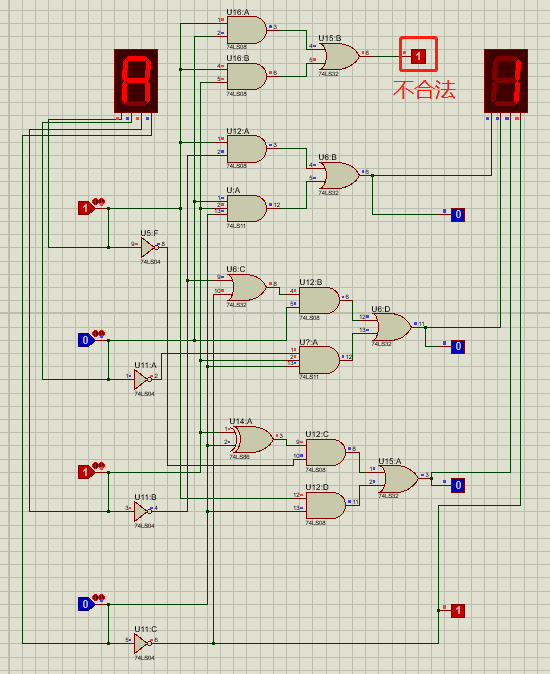 U16:A
1
2
3
74LS08
U15:B
4
5
6
74LS32
1
不合法
U16:B
4
5
6
74LS08
U12:A
1
2
3
74LS08
U6:B
4
5
6
74LS32
U:A
1
2
13
12
74LS11
1
0
U5:F
9
8
74LS04
U6:C
9
10
8
74LS32
U12:B
4
5
6
74LS08
U6:D
12
13
11
74LS32
0
0
U?:A
1
2
13
12
74LS11
U11:A
1
2
74LS04
U14:A
1
2
3
74LS86
U12:C
9
10
8
74LS08
U15:A
1
2
3
74LS32
1
0
U12:D
12
13
11
74LS08
U11:B
3
4
74LS04
0
1
U11:C
5
6
74LS04